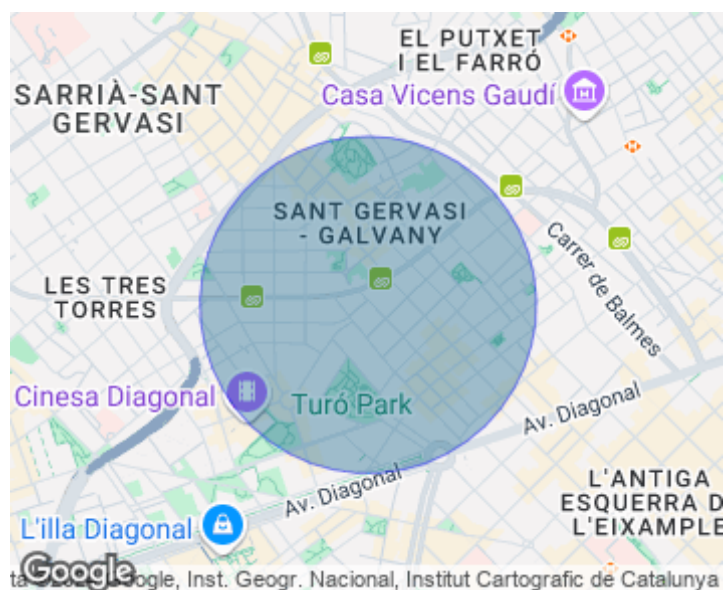 EL PUTXET
I EL FARRÓ
SARRIÀ-SANT
GERVASI
Casa Vicens Gaudí
SANT GERVASI
- GALVANY
LES TRES
TORRES
Carrer de Balmes
Cinesa Diagonal
Turó Park
Av. Diagonal
Av. Diagonal
L'ANTIGA
ESQUERRA D
L'EIXAMPLE
L'illa Diagonal
Google
Google, Inst. Geogr. Nacional, Institut Cartografic de Catalunya